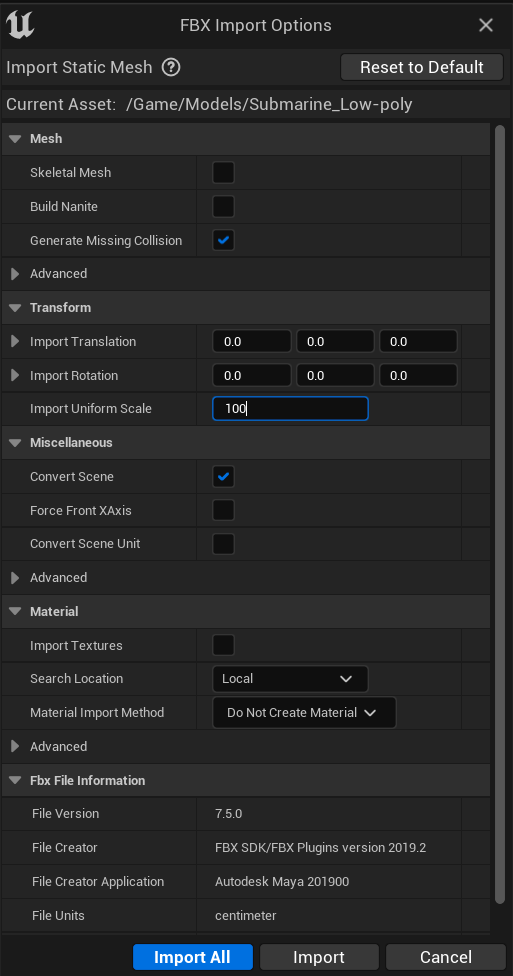 FBX Import Options
Import Static Mesh ?
Reset to Default
Current Asset: /Game/Models/Submarine_Low-poly
Mesh
Skeletal Mesh
Build Nanite
Generate Missing Collision
Advanced
Transform
Import Translation 0.0 0.0 0.0
Import Rotation 0.0 0.0 0.0
Import Uniform Scale 100
Miscellaneous
Convert Scene
Force Front XAxis
Convert Scene Unit
Advanced
Material
Import Textures
Search Location Local
Material Import Method Do Not Create Material
Advanced
Fbx File Information
File Version 7.5.0
File Creator FBX SDK/FBX Plugins version 2019.2
File Creator Application Autodesk Maya 201900
File Units centimeter
Import All Import Cancel